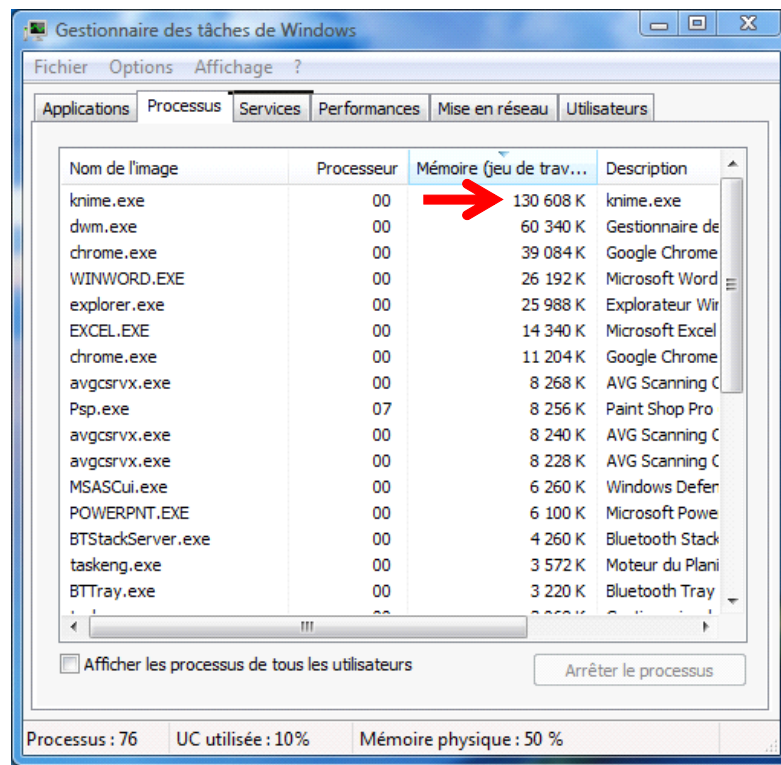 Gestionnaire des tâches de Windows
Fichier Options Affichage ?
Applications Processus Services Performances Mise en réseau Utilisateurs
Nom de l'image Processeur Mémoire (jeu de trav... Description
knime.exe 00 130 608 K knime.exe
dwm.exe 00 60 340 K Gestionnaire de
chrome.exe 00 39 084 K Google Chrome
WINWORD.EXE 00 26 192 K Microsoft Word
explorer.exe 00 25 988 K Explorateur Wir
EXCEL.EXE 00 14 340 K Microsoft Excel
chrome.exe 00 11 204 K Google Chrome
avgcsrvx.exe 00 8 268 K AVG Scanning C
Psp.exe 07 8 256 K Paint Shop Pro
avgcsrvx.exe 00 8 240 K AVG Scanning C
avgcsrvx.exe 00 8 228 K AVG Scanning C
MSASCui.exe 00 6 260 K Windows Defen
POWERPNT.EXE 00 6 100 K Microsoft Powe
BTStackServer.exe 00 4 260 K Bluetooth Stack
taskeng.exe 00 3 572 K Moteur du Plani
BTTray.exe 00 3 220 K Bluetooth Tray
Afficher les processus de tous les utilisateurs Arrêter le processus
Processus : 76 UC utilisée : 10% Mémoire physique : 50 %